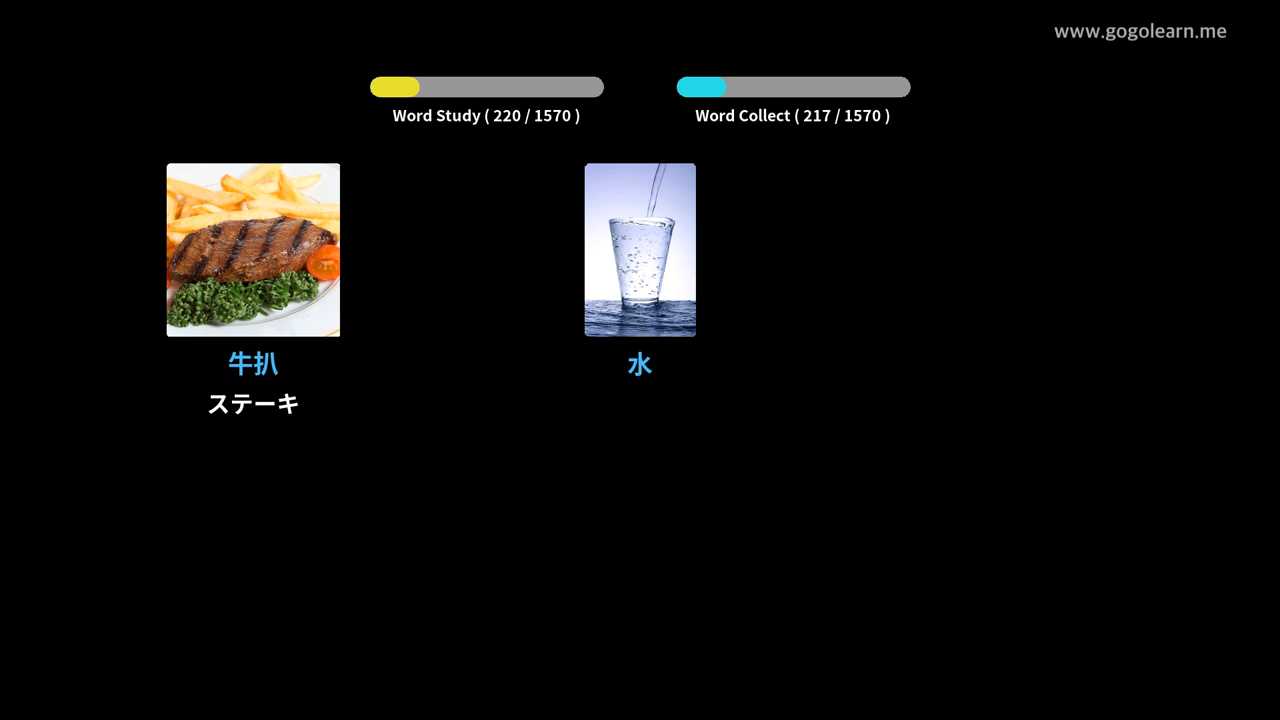 www.gogolearn.me
Word Study ( 220 / 1570 )
Word Collect ( 217 / 1570 )
牛扒
ステーキ
水